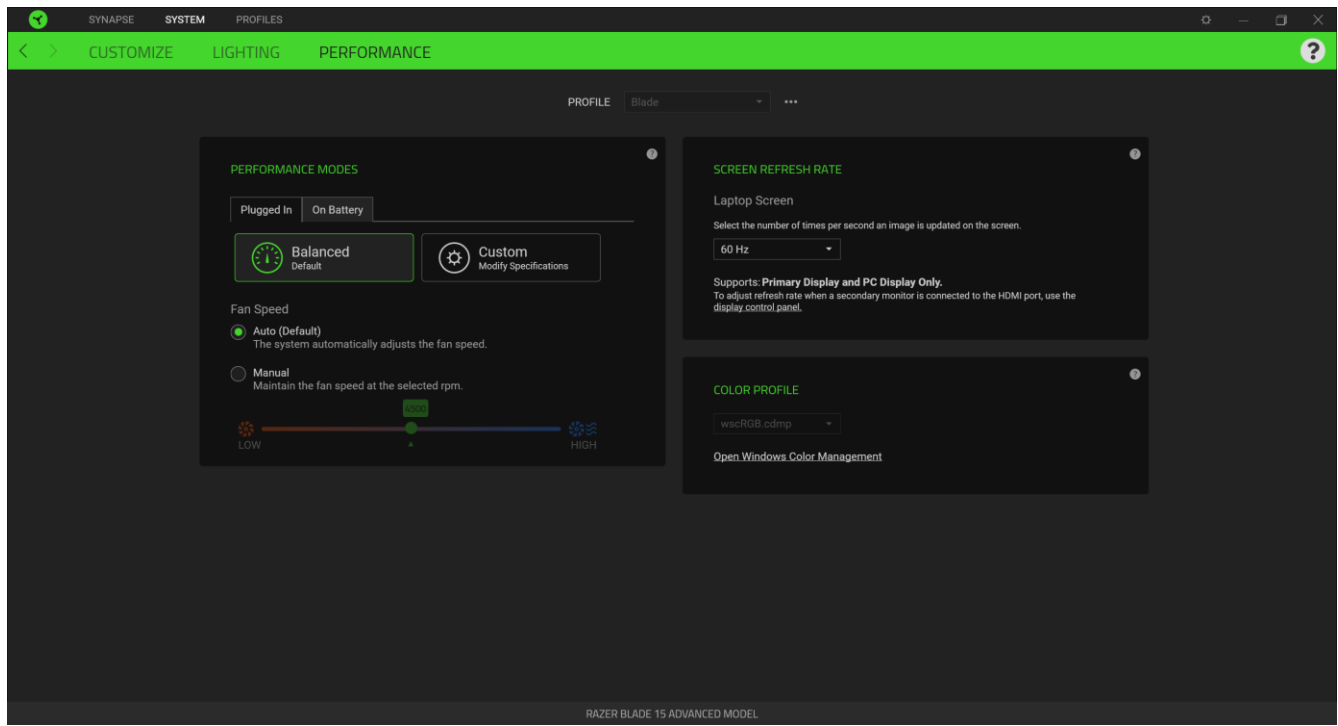 SYNAPSE SYSTEM PROFILES
CUSTOMIZE LIGHTING PERFORMANCE ?
PROFILE Blade
PERFORMANCE MODES
Plugged In On Battery
Balanced
Default
Custom
Modify Specifications
Fan Speed
Auto (Default)
The system automatically adjusts the fan speed.
Manual
Maintain the fan speed at the selected rpm.
4500
LOW HIGH
SCREEN REFRESH RATE
Laptop Screen
Select the number of times per second an image is updated on the screen.
60 Hz
Supports: Primary Display and PC Display Only.
To adjust refresh rate when a secondary monitor is connected to the HDMI port, use the
display control panel.
COLOR PROFILE
wscRGB.cdmp
Open Windows Color Management
RAZER BLADE 15 ADVANCED MODEL